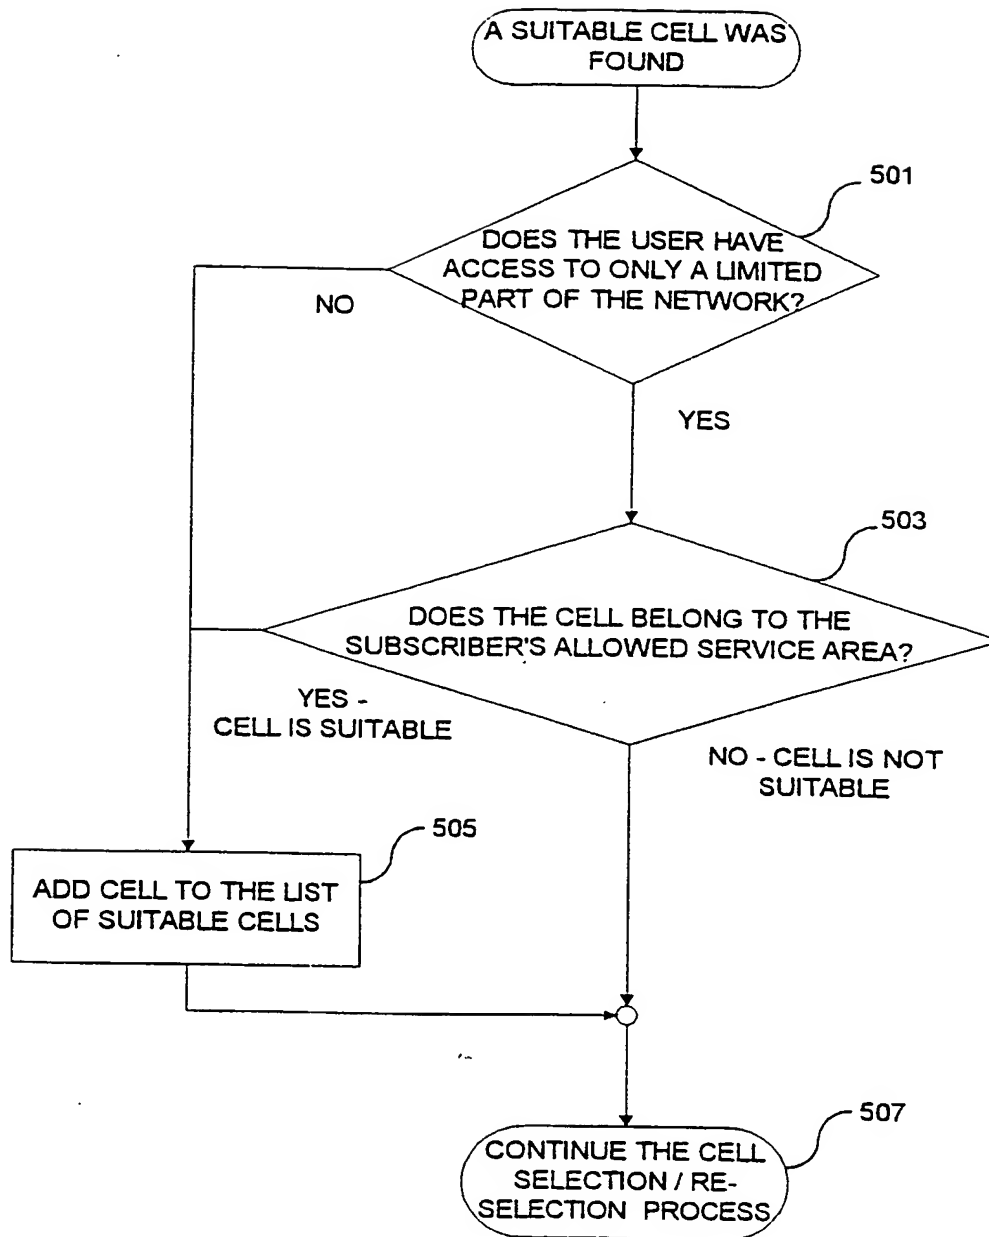 A SUITABLE CELL WAS
FOUND
501
DOES THE USER HAVE
ACCESS TO ONLY A LIMITED
PART OF THE NETWORK?
NO
YES
503
DOES THE CELL BELONG TO THE
SUBSCRIBER'S ALLOWED SERVICE AREA?
YES -
CELL IS SUITABLE
NO - CELL IS NOT
SUITABLE
505
ADD CELL TO THE LIST
OF SUITABLE CELLS
507
CONTINUE THE CELL
SELECTION / RE-
SELECTION PROCESS